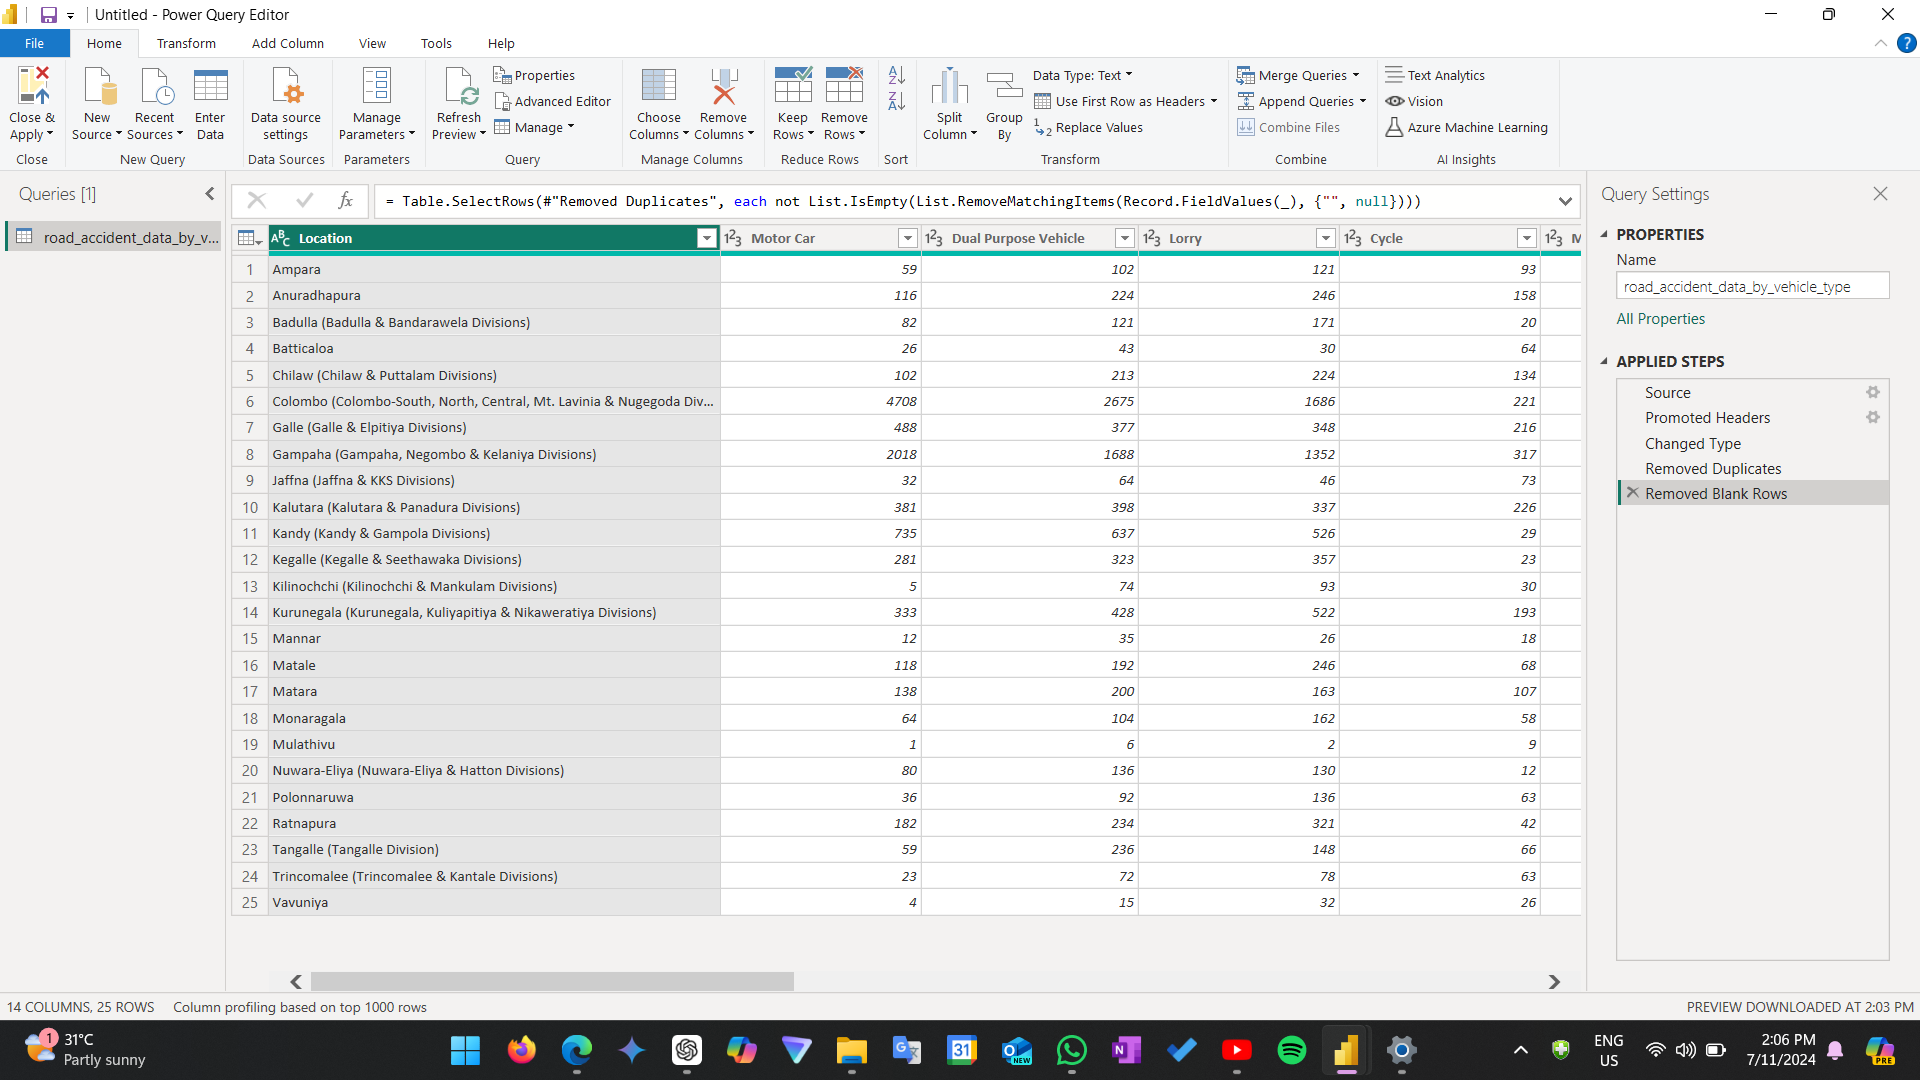 Untitled - Power Query Editor
File Home Transform Add Column View Tools Help
Close & Apply
Close
New Source
Recent Sources
Enter Data
New Query
Data source settings
Data Sources
Manage Parameters
Parameters
Refresh Preview
Properties
Advanced Editor
Manage
Query
Choose Columns
Remove Columns
Manage Columns
Keep Rows
Remove Rows
Reduce Rows
Sort
Split Column
Group By
Data Type: Text
Use First Row as Headers
Replace Values
Transform
Merge Queries
Append Queries
Combine Files
Combine
Text Analytics
Vision
Azure Machine Learning
AI Insights
Queries [1]
road_accident_data_by_v...
fx = Table.SelectRows(#"Removed Duplicates", each not List.IsEmpty(List.RemoveMatchingItems(Record.FieldValues(_), {"", null})))
ABC Location 123 Motor Car 123 Dual Purpose Vehicle 123 Lorry 123 Cycle 123 M
1 Ampara 59 102 121 93
2 Anuradhapura 116 224 246 158
3 Badulla (Badulla & Bandarawela Divisions) 82 121 171 20
4 Batticaloa 26 43 30 64
5 Chilaw (Chilaw & Puttalam Divisions) 102 213 224 134
6 Colombo (Colombo-South, North, Central, Mt. Lavinia & Nugegoda Div... 4708 2675 1686 221
7 Galle (Galle & Elpitiya Divisions) 488 377 348 216
8 Gampaha (Gampaha, Negombo & Kelaniya Divisions) 2018 1688 1352 317
9 Jaffna (Jaffna & KKS Divisions) 32 64 46 73
10 Kalutara (Kalutara & Panadura Divisions) 381 398 337 226
11 Kandy (Kandy & Gampola Divisions) 735 637 526 29
12 Kegalle (Kegalle & Seethawaka Divisions) 281 323 357 23
13 Kilinochchi (Kilinochchi & Mankulam Divisions) 5 74 93 30
14 Kurunegala (Kurunegala, Kuliyapitiya & Nikaweratiya Divisions) 333 428 522 193
15 Mannar 12 35 26 18
16 Matale 118 192 246 68
17 Matara 138 200 163 107
18 Monaragala 64 104 162 58
19 Mulathivu 1 6 2 9
20 Nuwara-Eliya (Nuwara-Eliya & Hatton Divisions) 80 136 130 12
21 Polonnaruwa 36 92 136 63
22 Ratnapura 182 234 321 42
23 Tangalle (Tangalle Division) 59 236 148 66
24 Trincomalee (Trincomalee & Kantale Divisions) 23 72 78 63
25 Vavuniya 4 15 32 26
Query Settings
PROPERTIES
Name
road_accident_data_by_vehicle_type
All Properties
APPLIED STEPS
Source
Promoted Headers
Changed Type
Removed Duplicates
Removed Blank Rows
14 COLUMNS, 25 ROWS Column profiling based on top 1000 rows
PREVIEW DOWNLOADED AT 2:03 PM
1
31°C
Partly sunny
31
NEW
ENG
US
2:06 PM
7/11/2024
PRE